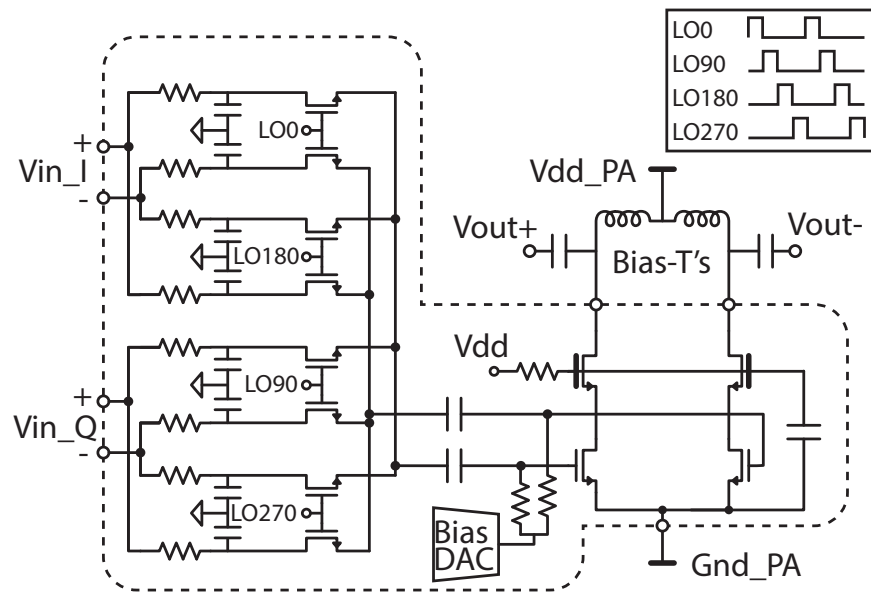 LO0
LO90
LO180
LO270
+
Vin_I
-
LO0
LO180
+
Vin_Q
-
LO90
LO270
Vdd_PA
Vout+
Vout-
Bias-T's
Vdd
Bias
DAC
Gnd_PA